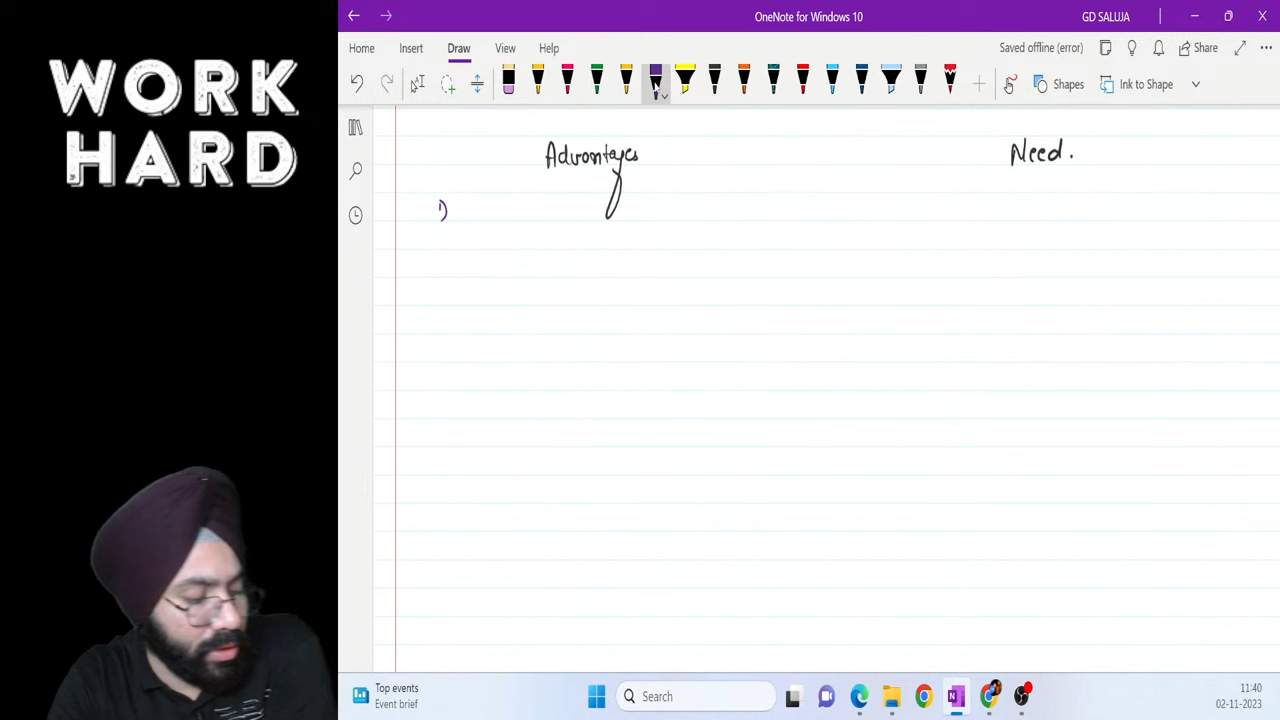 WORK
HARD
OneNote for Windows 10
GD SALUJA
Home Insert Draw View Help
Saved offline (error)
Share
Shapes
Ink to Shape
Advantages
Need.
1)
Top events
Event brief
Search
11:40
02-11-2023